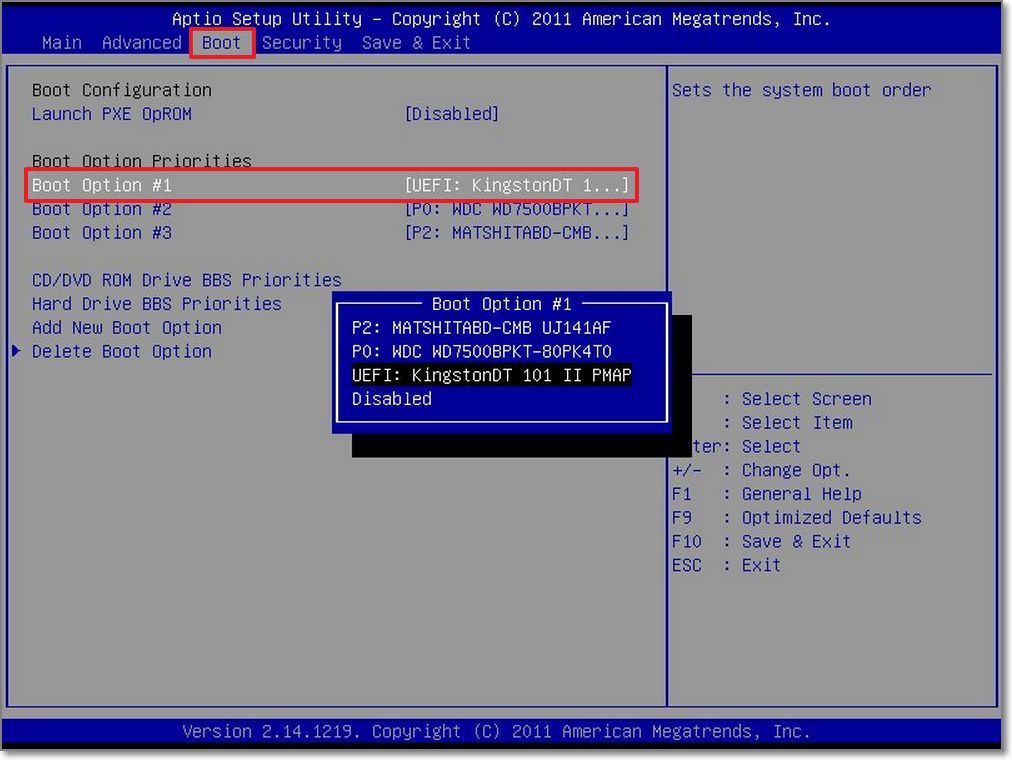 Aptio Setup Utility – Copyright (C) 2011 American Megatrends, Inc.
Main Advanced Boot Security Save & Exit
Boot Configuration
Launch PXE OpROM [Disabled]
Boot Option Priorities
Boot Option #1 [UEFI: KingstonDT 1...]
Boot Option #2 [P0: WDC WD7500BPKT...]
Boot Option #3 [P2: MATSHITABD-CMB...]
CD/DVD ROM Drive BBS Priorities
Hard Drive BBS Priorities
Add New Boot Option
Delete Boot Option
Boot Option #1
P2: MATSHITABD-CMB UJ141AF
P0: WDC WD7500BPKT-80PK4T0
UEFI: KingstonDT 101 II PMAP
Disabled
Sets the system boot order
: Select Screen
: Select Item
ter: Select
+/- : Change Opt.
F1 : General Help
F9 : Optimized Defaults
F10 : Save & Exit
ESC : Exit
Version 2.14.1219. Copyright (C) 2011 American Megatrends, Inc.